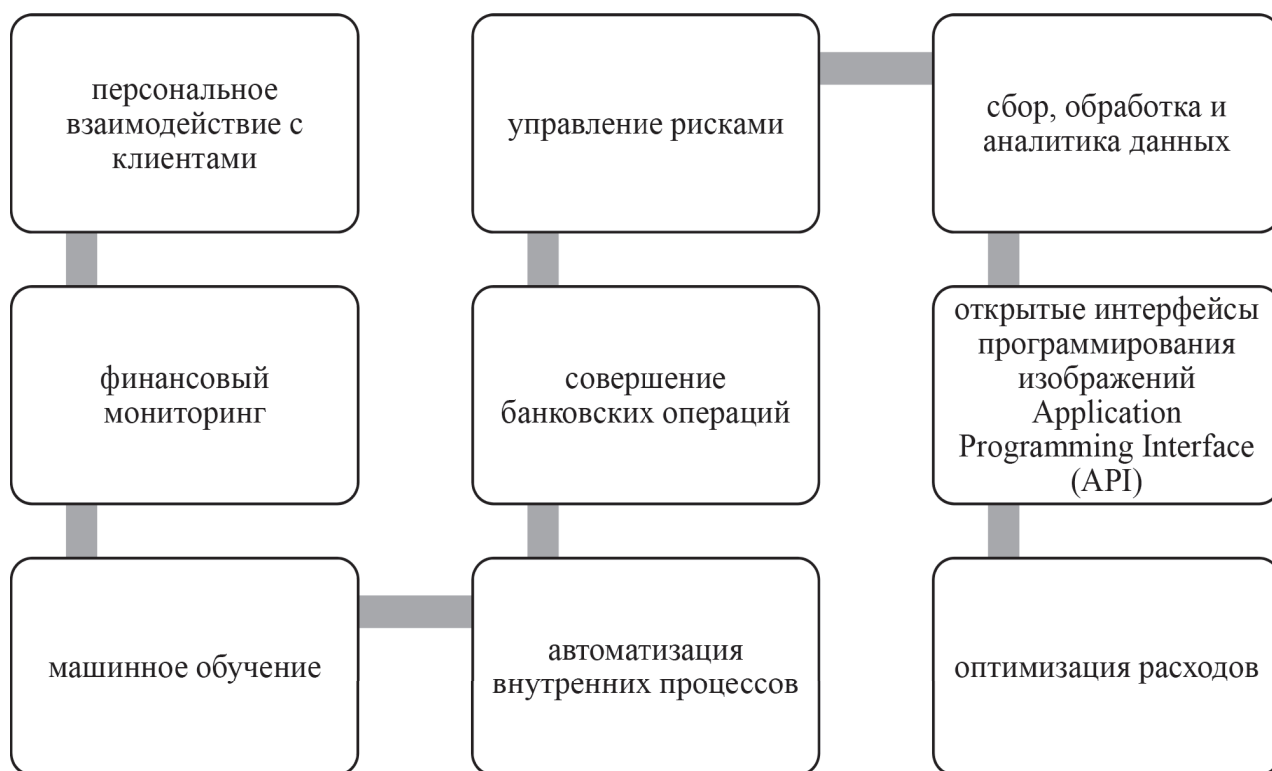 персональное
взаимодействие с
клиентами
финансовый
мониторинг
машинное обучение
автоматизация
внутренних процессов
совершение
банковских операций
управление рисками
сбор, обработка и
аналитика данных
открытые интерфейсы
программирования
изображений
Application
Programming Interface
(API)
оптимизация расходов